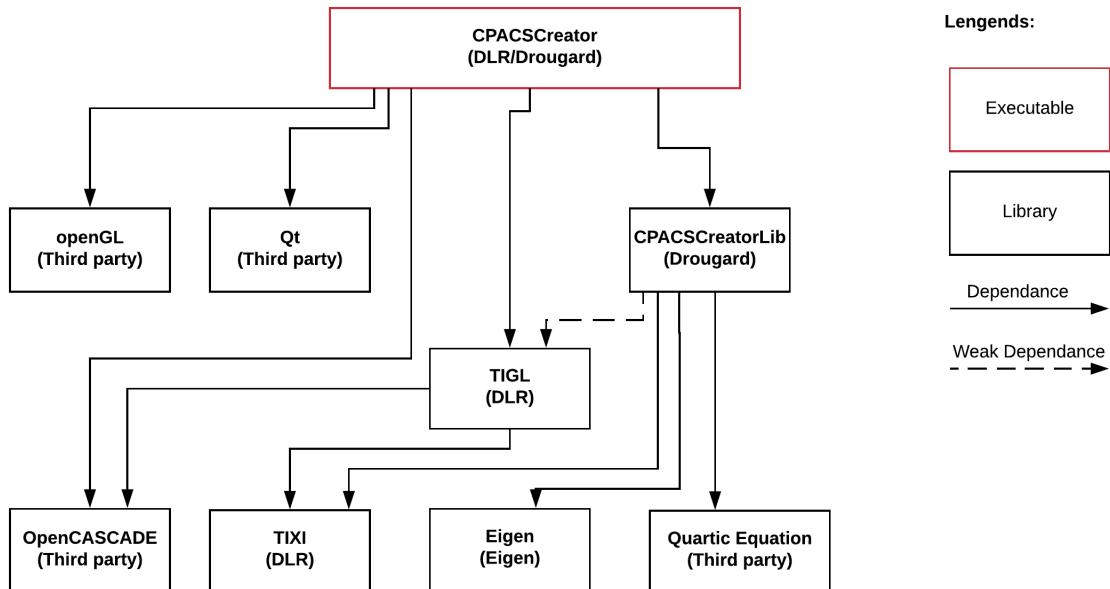 CPACSCreator
(DLR/Drougard)
Lengends:
Executable
Library
openGL
(Third party)
Qt
(Third party)
CPACSCreatorLib
(Drougard)
Dependance
Weak Dependance
TIGL
(DLR)
OpenCASCADE
(Third party)
TIXI
(DLR)
Eigen
(Eigen)
Quartic Equation
(Third party)